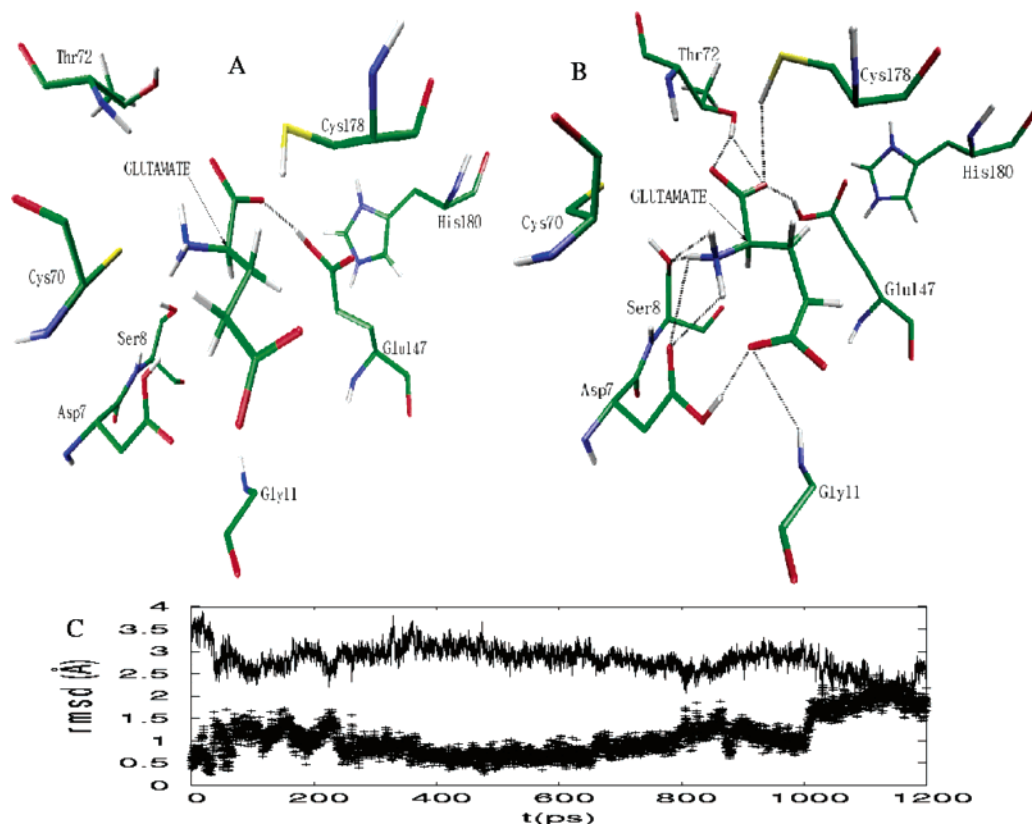 A
Thr72
Cys178
GLUTAMATE
His180
Cys70
Ser8
Glu147
Asp7
Gly11
B
Thr72
Cys178
His180
GLUTAMATE
Cys70
Ser8
Glu147
Asp7
Gly11
C
rmsd (Å)
4
3.5
3
2.5
2
1.5
1
0.5
0
0 200 400 600 800 1000 1200
t(ps)